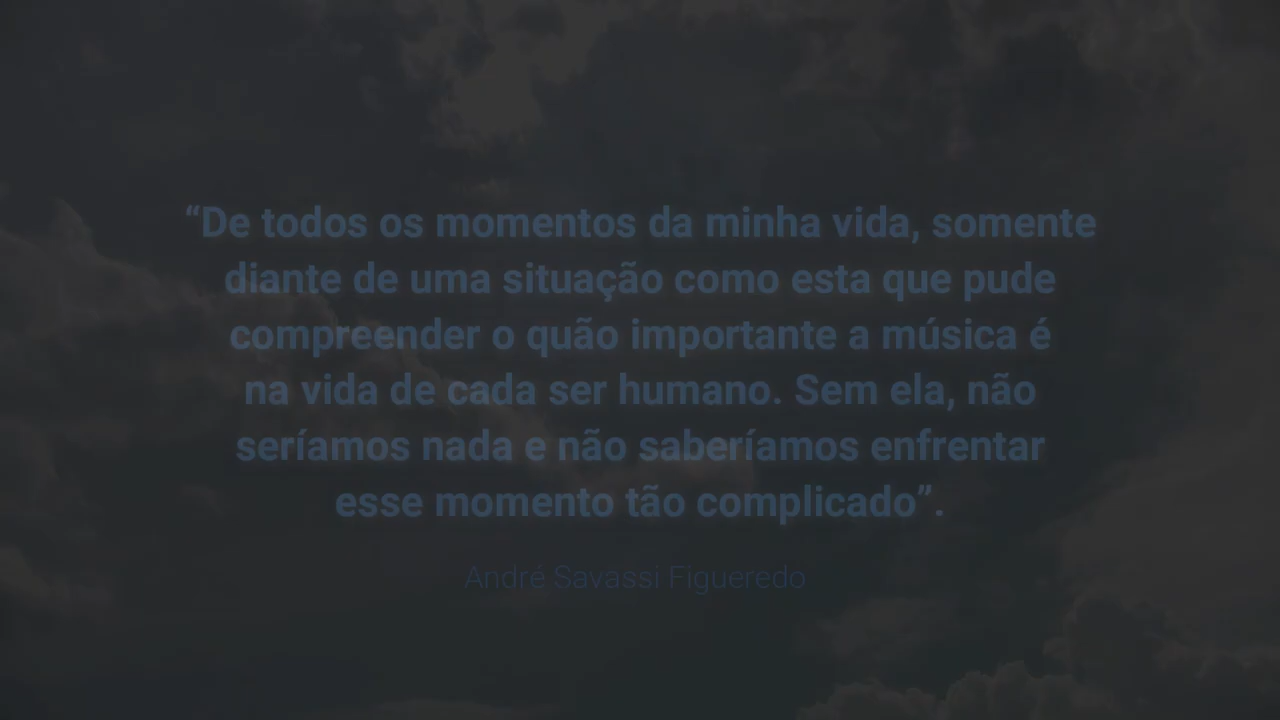 “De todos os momentos da minha vida, somente
diante de uma situação como esta que pude
compreender o quão importante a música é
na vida de cada ser humano. Sem ela, não
seríamos nada e não saberíamos enfrentar
esse momento tão complicado”.
André Savassi Figueredo